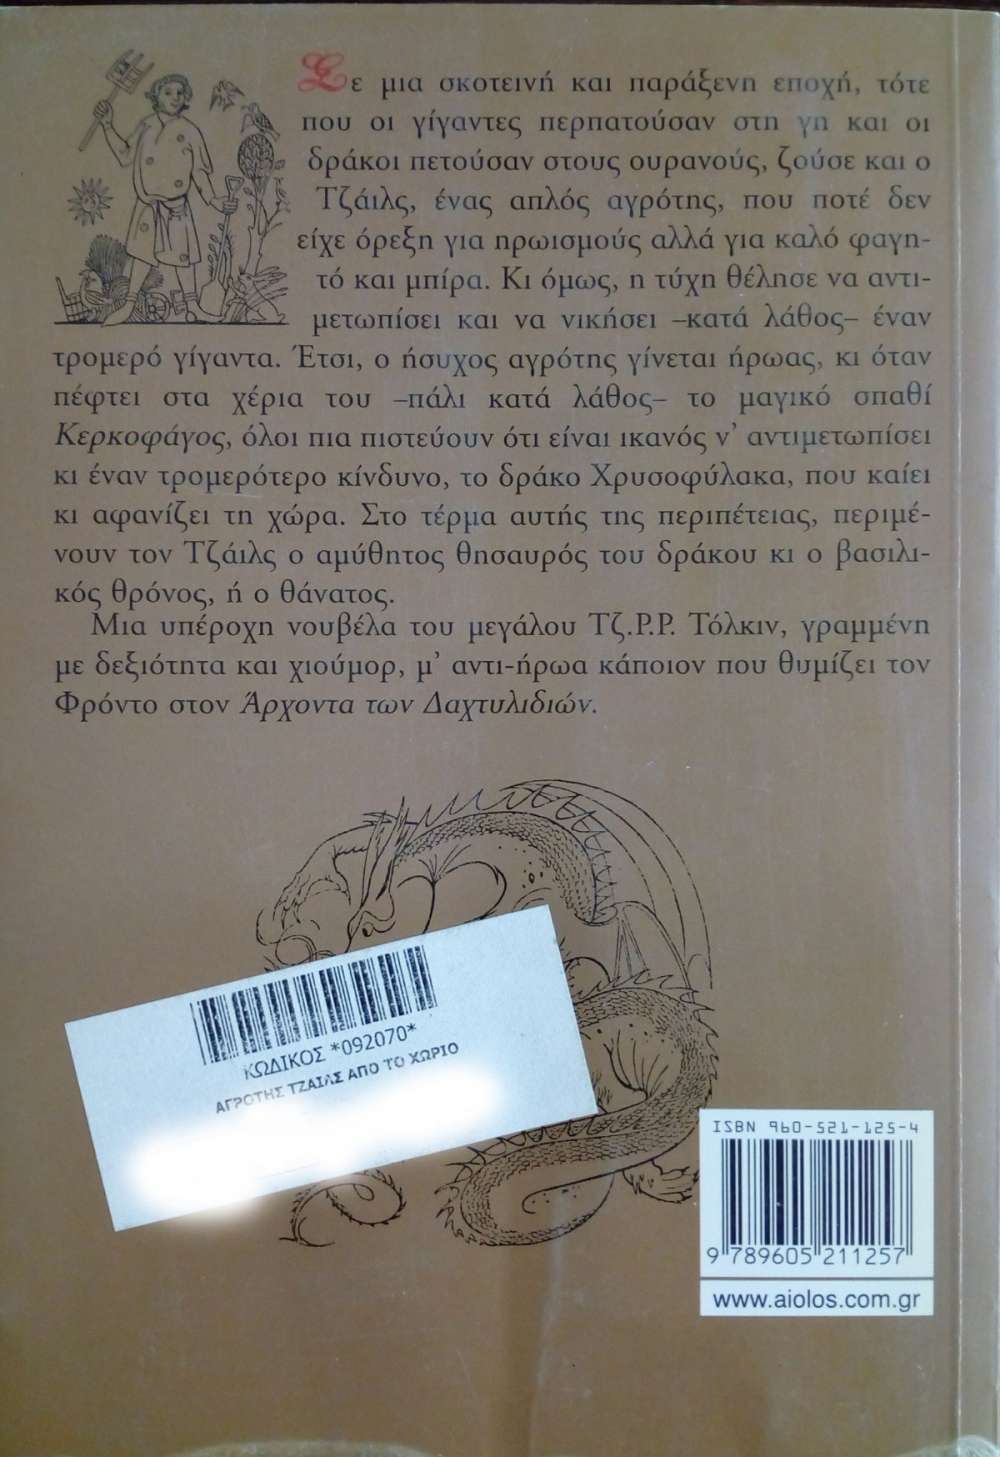 Σε μια σκοτεινή και παράξενη εποχή, τότε
που οι γίγαντες περπατούσαν στη γη και οι
δράκοι πετούσαν στους ουρανούς, ζούσε και ο
Τζάιλς, ένας απλός αγρότης, που ποτέ δεν
είχε όρεξη για ηρωισμούς αλλά για καλό φαγη-
τό και μπίρα. Κι όμως, η τύχη θέλησε να αντι-
μετωπίσει και να νικήσει –κατά λάθος– έναν
τρομερό γίγαντα. Έτσι, ο ήσυχος αγρότης γίνεται ήρωας, κι όταν
πέφτει στα χέρια του –πάλι κατά λάθος– το μαγικό σπαθί
Κερκοφάγος, όλοι πια πιστεύουν ότι είναι ικανός ν’ αντιμετωπίσει
κι έναν τρομερότερο κίνδυνο, το δράκο Χρυσοφύλακα, που καίει
κι αφανίζει τη χώρα. Στο τέρμα αυτής της περιπέτειας, περιμέ-
νουν τον Τζάιλς ο αμύθητος θησαυρός του δράκου κι ο βασιλι-
κός θρόνος, ή ο θάνατος.
Μια υπέροχη νουβέλα του μεγάλου Τζ.Ρ.Ρ. Τόλκιν, γραμμένη
με δεξιότητα και χιούμορ, μ’ αντι-ήρωα κάποιον που θυμίζει τον
Φρόντο στον Άρχοντα των Δαχτυλιδιών.
ΚΩΔΙΚΟΣ *092070*
ΑΓΡΟΤΗΣ ΤΖΑΙΛΣ ΑΠΟ ΤΟ ΧΩΡΙΟ
ISBN 960-521-125-4
9 789605 211257
www.aiolos.com.gr